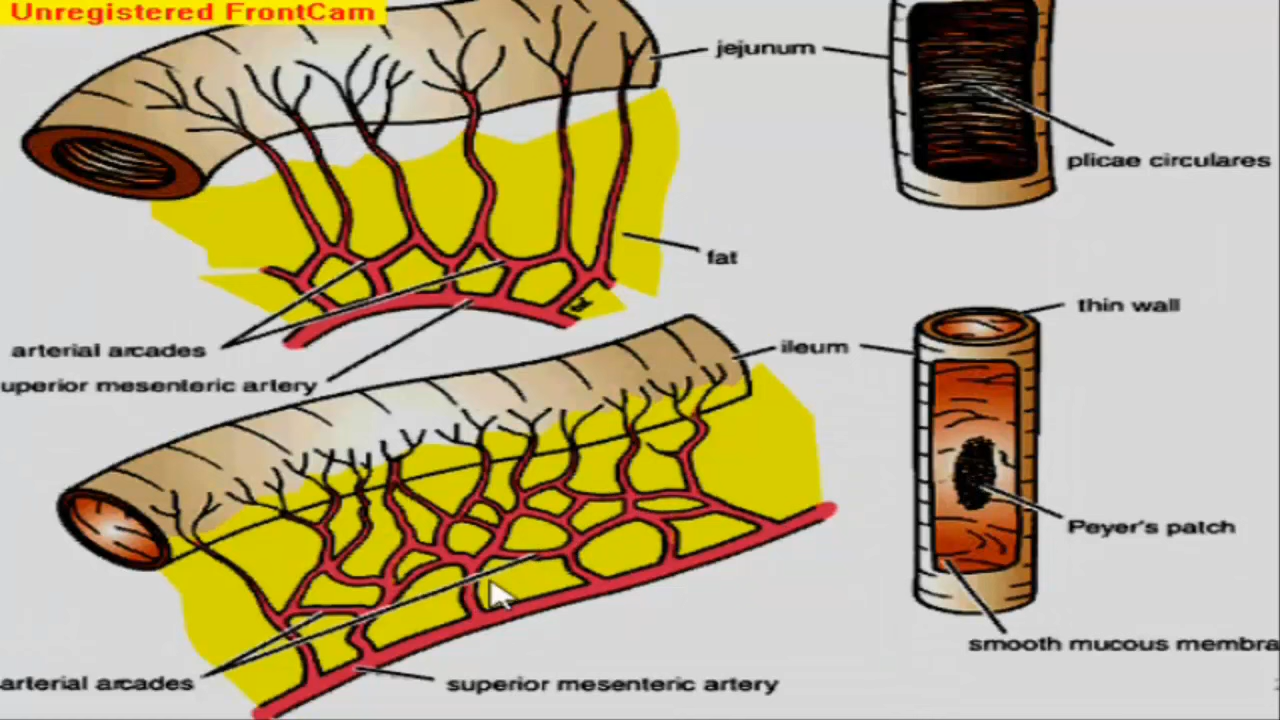 Unregistered FrontCam
jejunum
plicae circulares
fat
arterial arcades
uperior mesenteric artery
thin wall
ileum
Peyer's patch
smooth mucous membra
arterial arcades
superior mesenteric artery